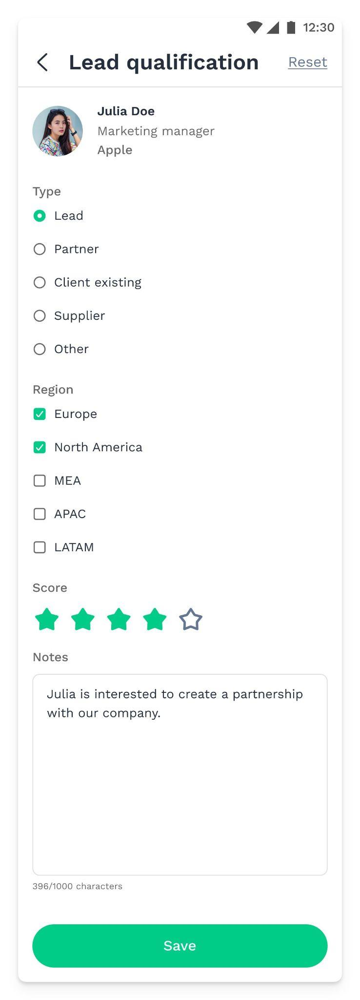 12:30
Lead qualification
Reset
Julia Doe
Marketing manager
Apple
Type
Lead
Partner
Client existing
Supplier
Other
Region
Europe
North America
MEA
APAC
LATAM
Score
Notes
Julia is interested to create a partnership
with our company.
396/1000 characters
Save